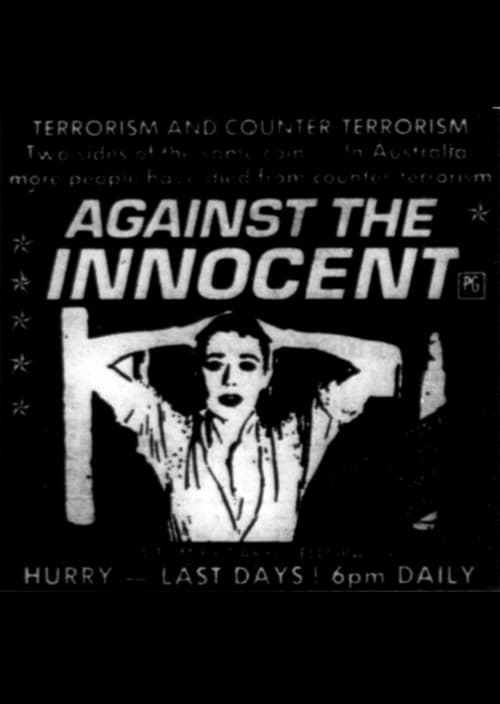 TERRORISM AND COUNTER TERRORISM
Two sides of the same coin In Australia
more people have died from counter terrorism
AGAINST THE
INNOCENT
PG
HURRY — LAST DAYS! 6pm DAILY